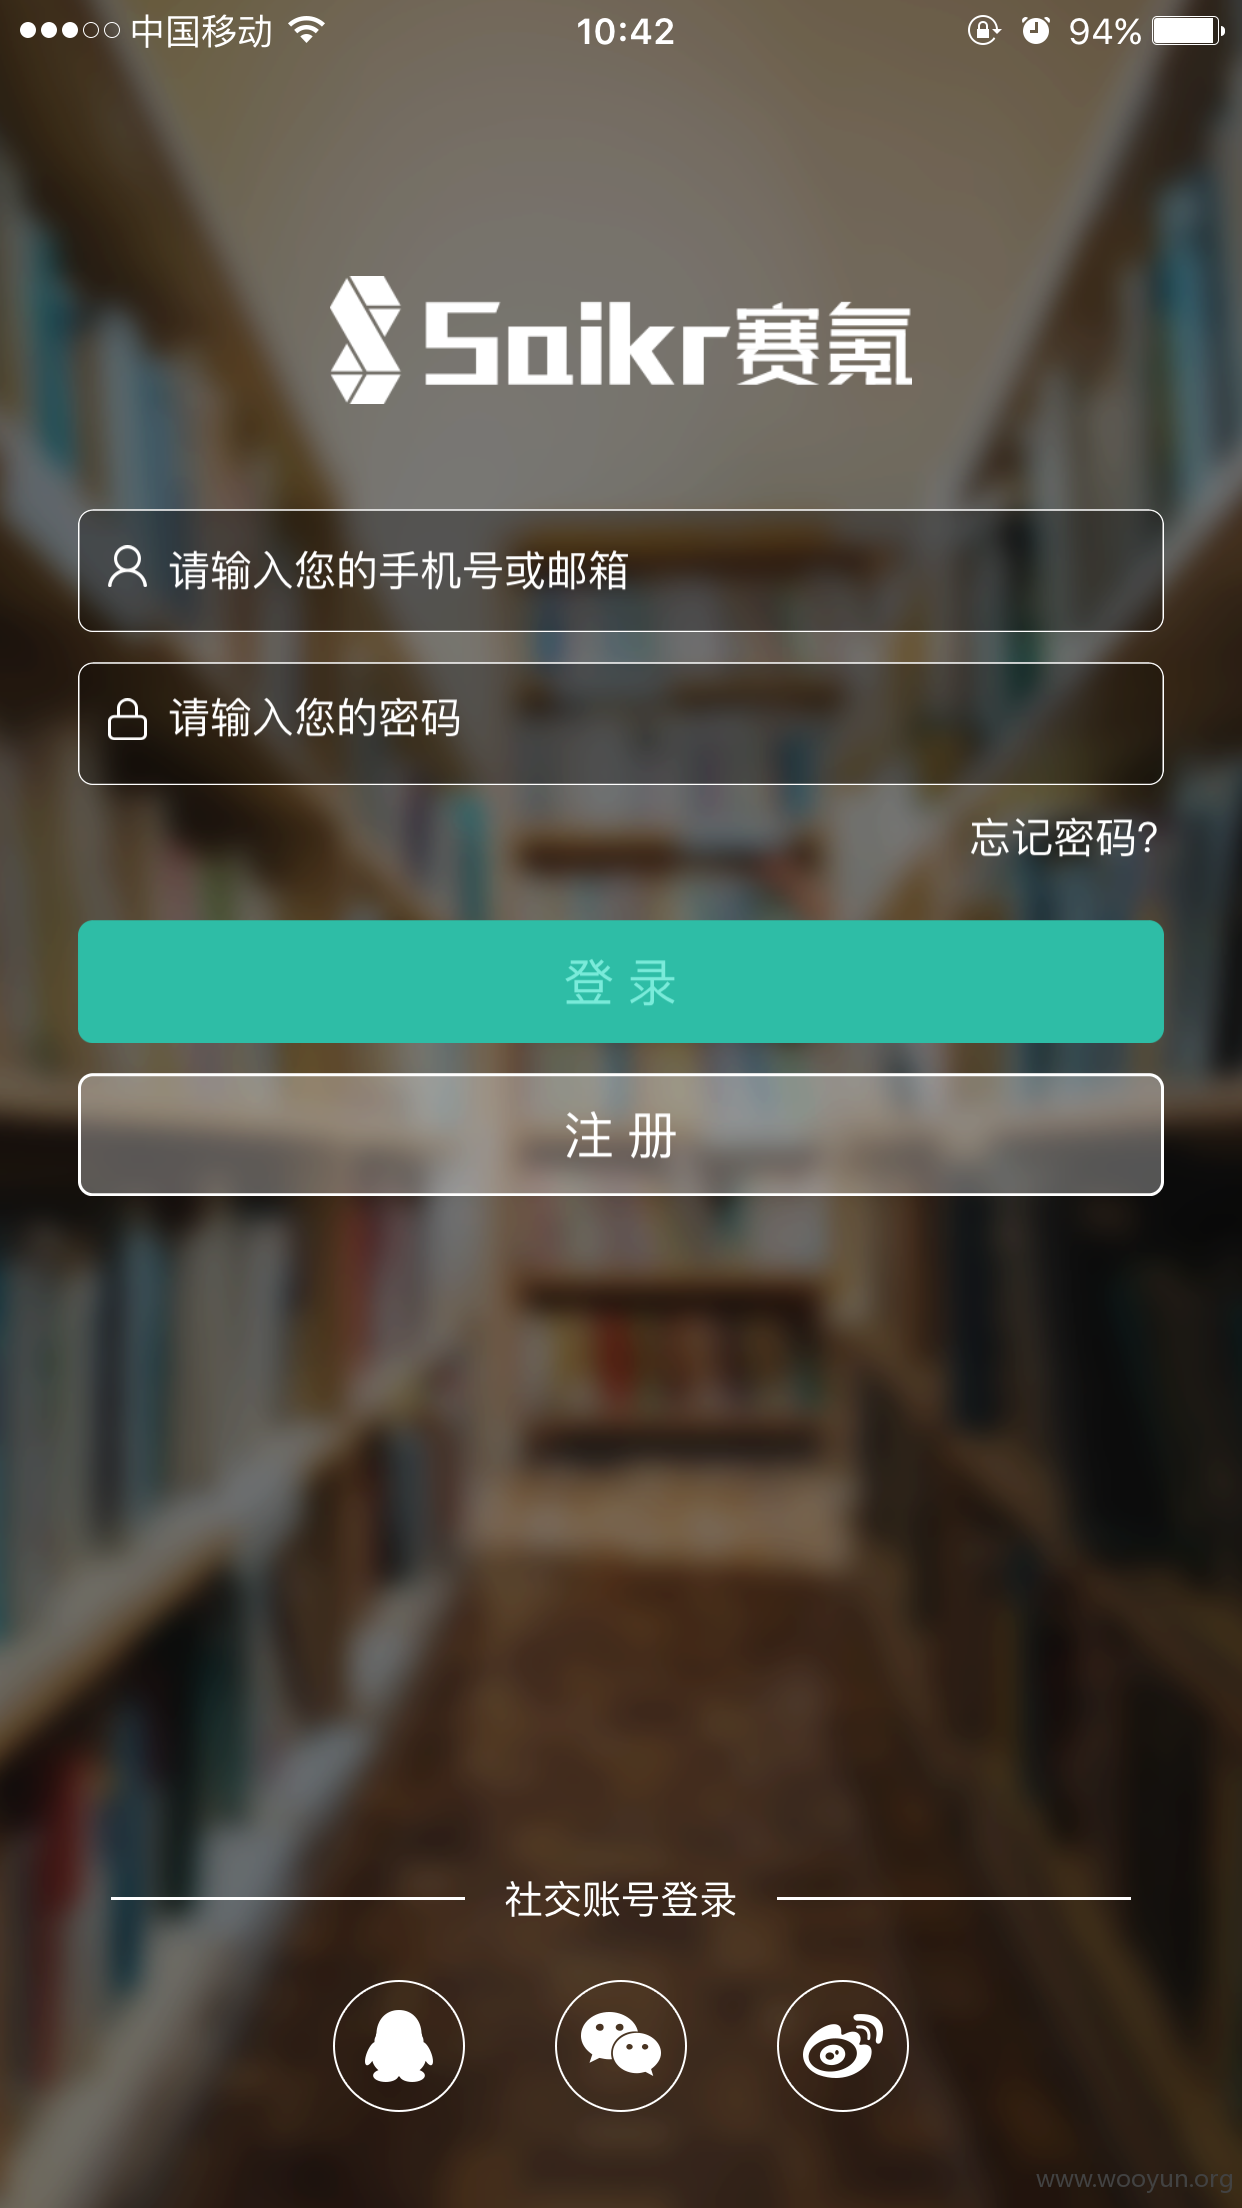 中国移动 10:42 94%
Saikr赛氪
请输入您的手机号或邮箱
请输入您的密码
忘记密码?
登 录
注 册
社交账号登录
www.wooyun.org